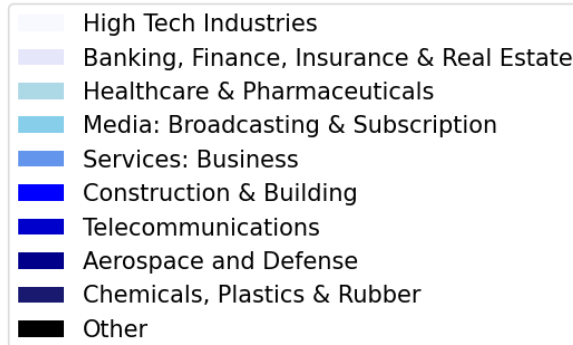 High Tech Industries
Banking, Finance, Insurance & Real Estate
Healthcare & Pharmaceuticals
Media: Broadcasting & Subscription
Services: Business
Construction & Building
Telecommunications
Aerospace and Defense
Chemicals, Plastics & Rubber
Other